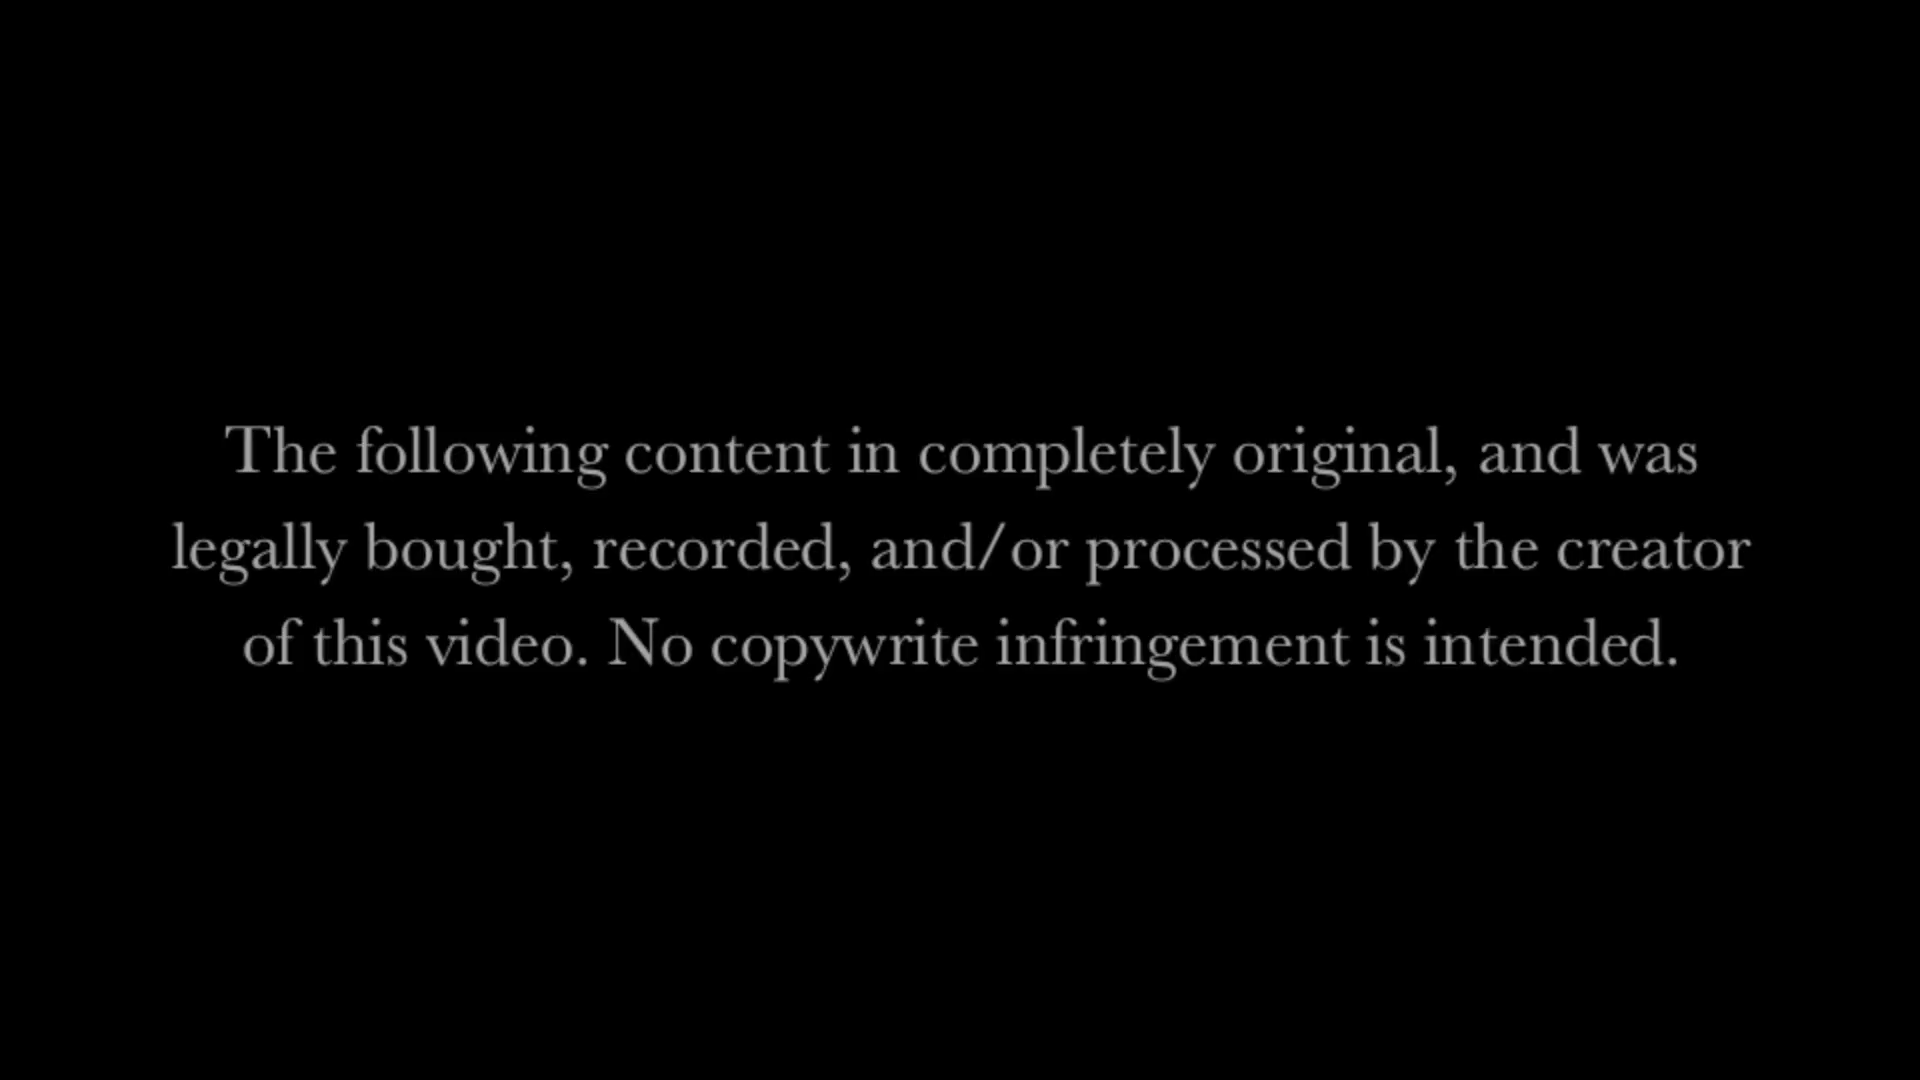 The following content in completely original, and was
legally bought, recorded, and/or processed by the creator
of this video. No copywrite infringement is intended.